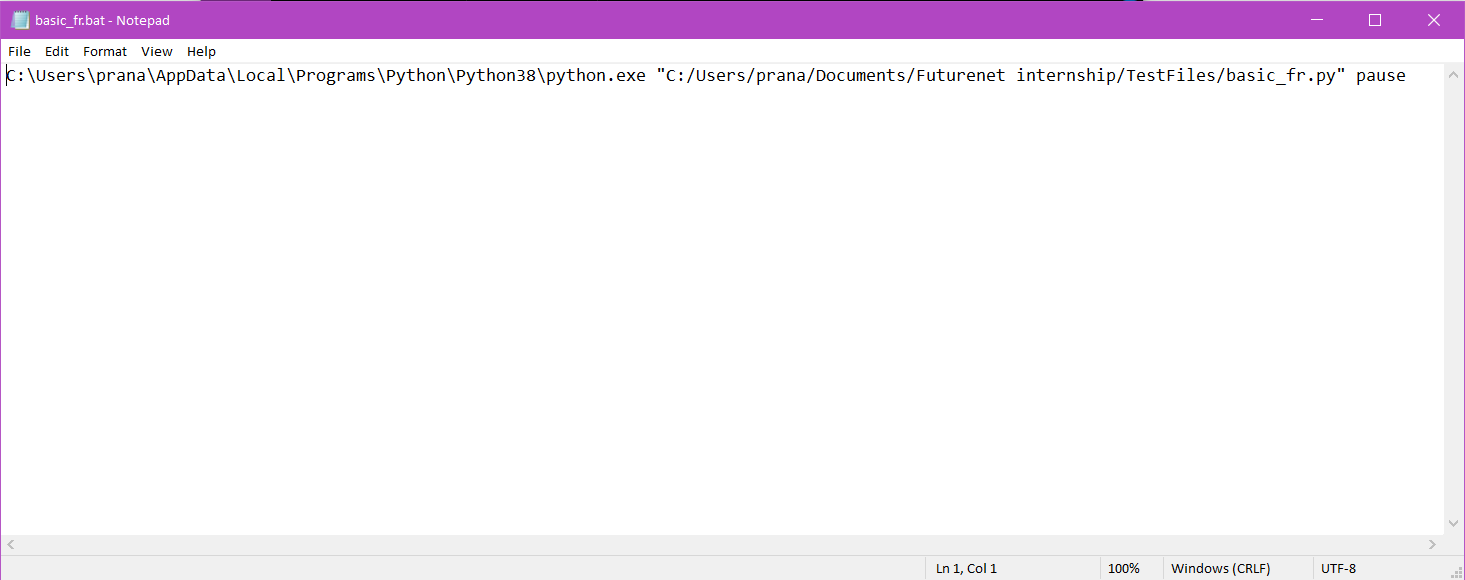 basic_fr.bat - Notepad
File Edit Format View Help
C:\Users\prana\AppData\Local\Programs\Python\Python38\python.exe "C:/Users/prana/Documents/Futurenet internship/TestFiles/basic_fr.py" pause
Ln 1, Col 1 100% Windows (CRLF) UTF-8